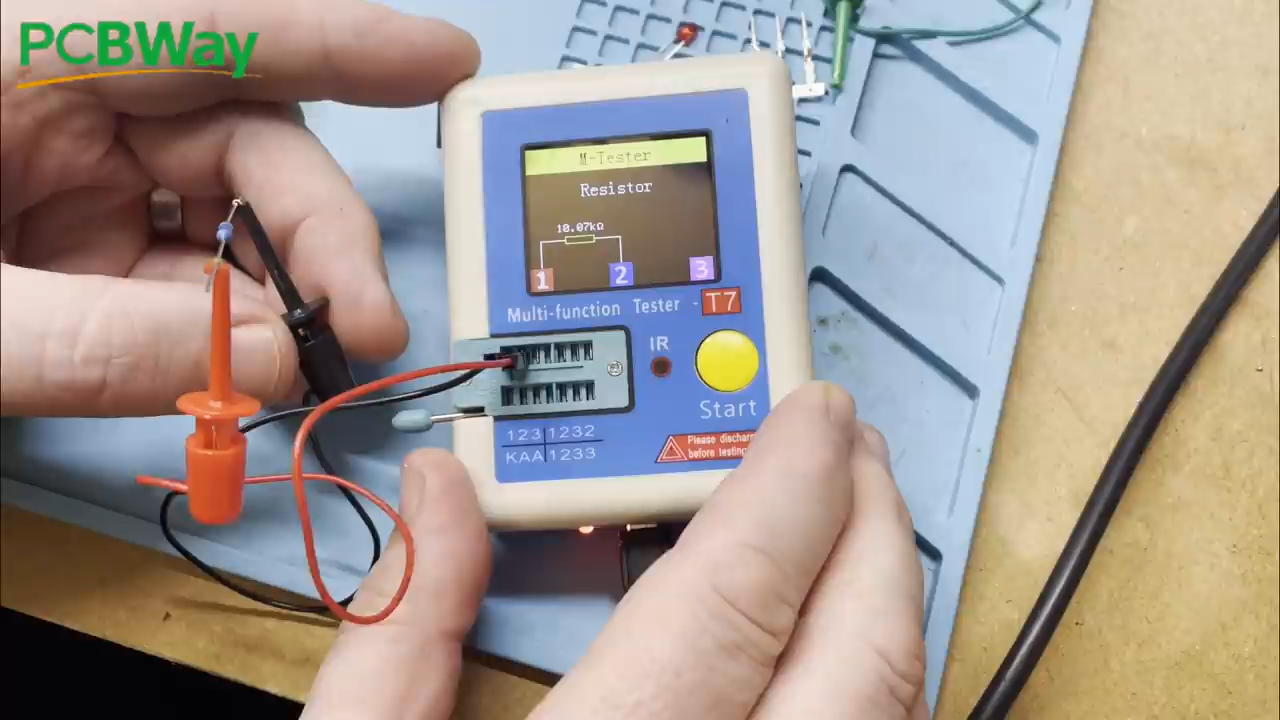 PCBWay
M-Tester
Resistor
10.07kΩ
1 2 3
Multi-function Tester - T7
IR
Start
123 1232
KAA 1233
Please discharg
before testing